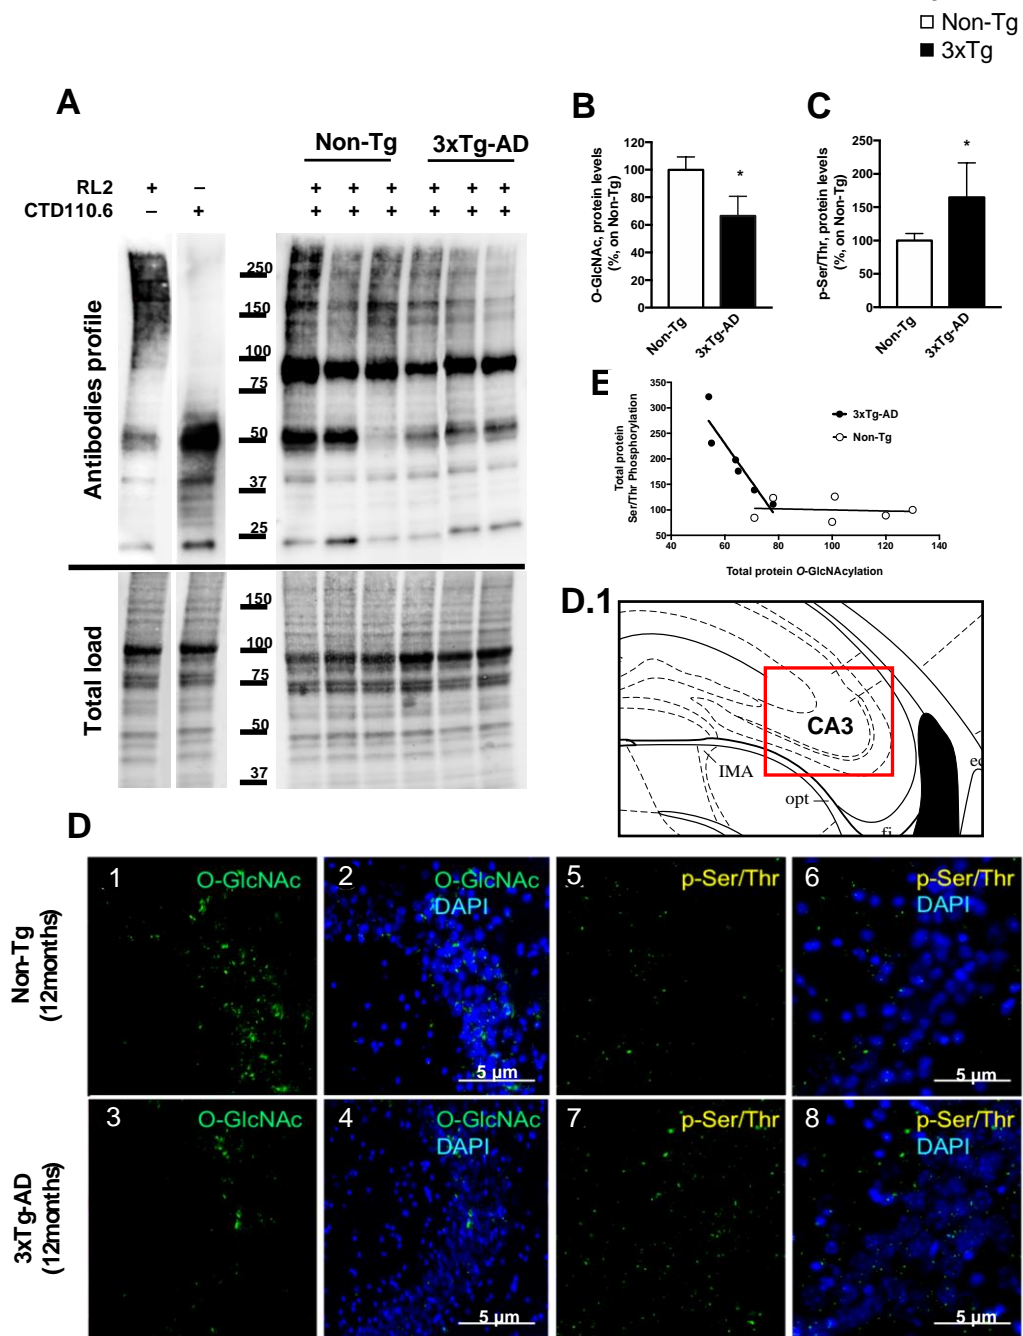 Non-Tg
3xTg
A
Non-Tg 3xTg-AD
RL2 + – + + + + + +
CTD110.6 – + + + + + + +
Antibodies profile
250
150
100
75
50
37
25
Total load
150
100
75
50
37
B
O-GlcNAc, protein levels
(%, on Non-Tg)
120
100
80
60
40
20
0
*
Non-Tg
3xTg-AD
C
p-Ser/Thr, protein levels
(%, on Non-Tg)
250
200
150
100
50
0
*
Non-Tg
3xTg-AD
E
Total protein
Ser/Thr Phosphorylation
350
300
250
200
150
100
50
40 60 80 100 120 140
Total protein O-GlcNAcylation
3xTg-AD
Non-Tg
D.1
CA3
IMA
opt
fi
ec
D
Non-Tg
(12months)
1 O-GlcNAc
2 O-GlcNAc
DAPI
5 µm
5 p-Ser/Thr
6 p-Ser/Thr
DAPI
5 µm
3xTg-AD
(12months)
3 O-GlcNAc
4 O-GlcNAc
DAPI
5 µm
7 p-Ser/Thr
8 p-Ser/Thr
DAPI
5 µm